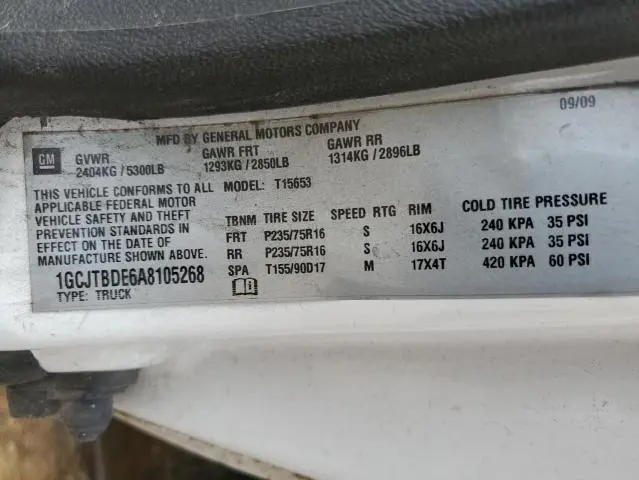 09/09
MFD BY GENERAL MOTORS COMPANY
GM
GVWR GAWR FRT GAWR RR
2404KG / 5300LB 1293KG / 2850LB 1314KG / 2896LB
THIS VEHICLE CONFORMS TO ALL
APPLICABLE FEDERAL MOTOR
VEHICLE SAFETY AND THEFT
PREVENTION STANDARDS IN
EFFECT ON THE DATE OF
MANUFACTURE SHOWN ABOVE.
1GCJTBDE6A8105268
TYPE: TRUCK
MODEL: T15653
TBNM TIRE SIZE SPEED RTG RIM COLD TIRE PRESSURE
FRT P235/75R16 S 16X6J 240 KPA 35 PSI
RR P235/75R16 S 16X6J 240 KPA 35 PSI
SPA T155/90D17 M 17X4T 420 KPA 60 PSI